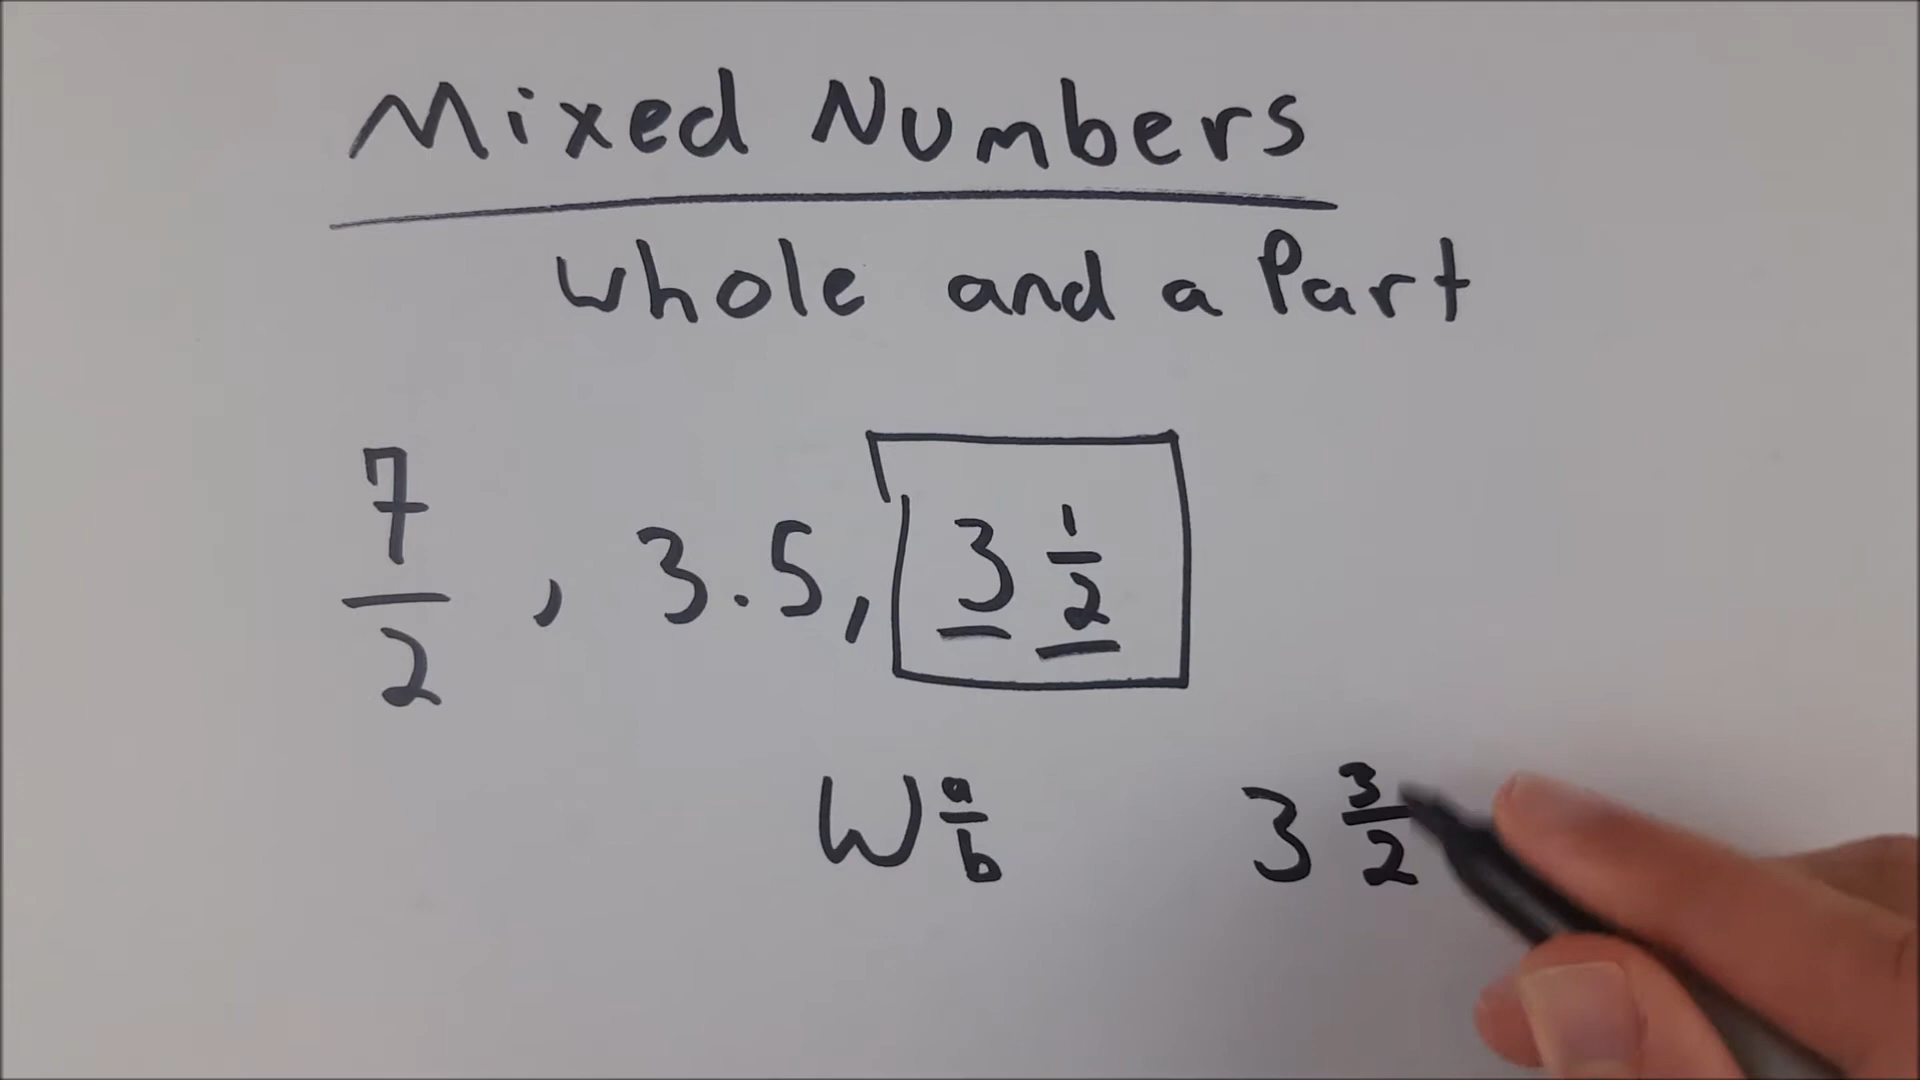 Mixed Numbers
whole and a Part
7/2 , 3.5, 3 1/2
W a/b 3 3/2